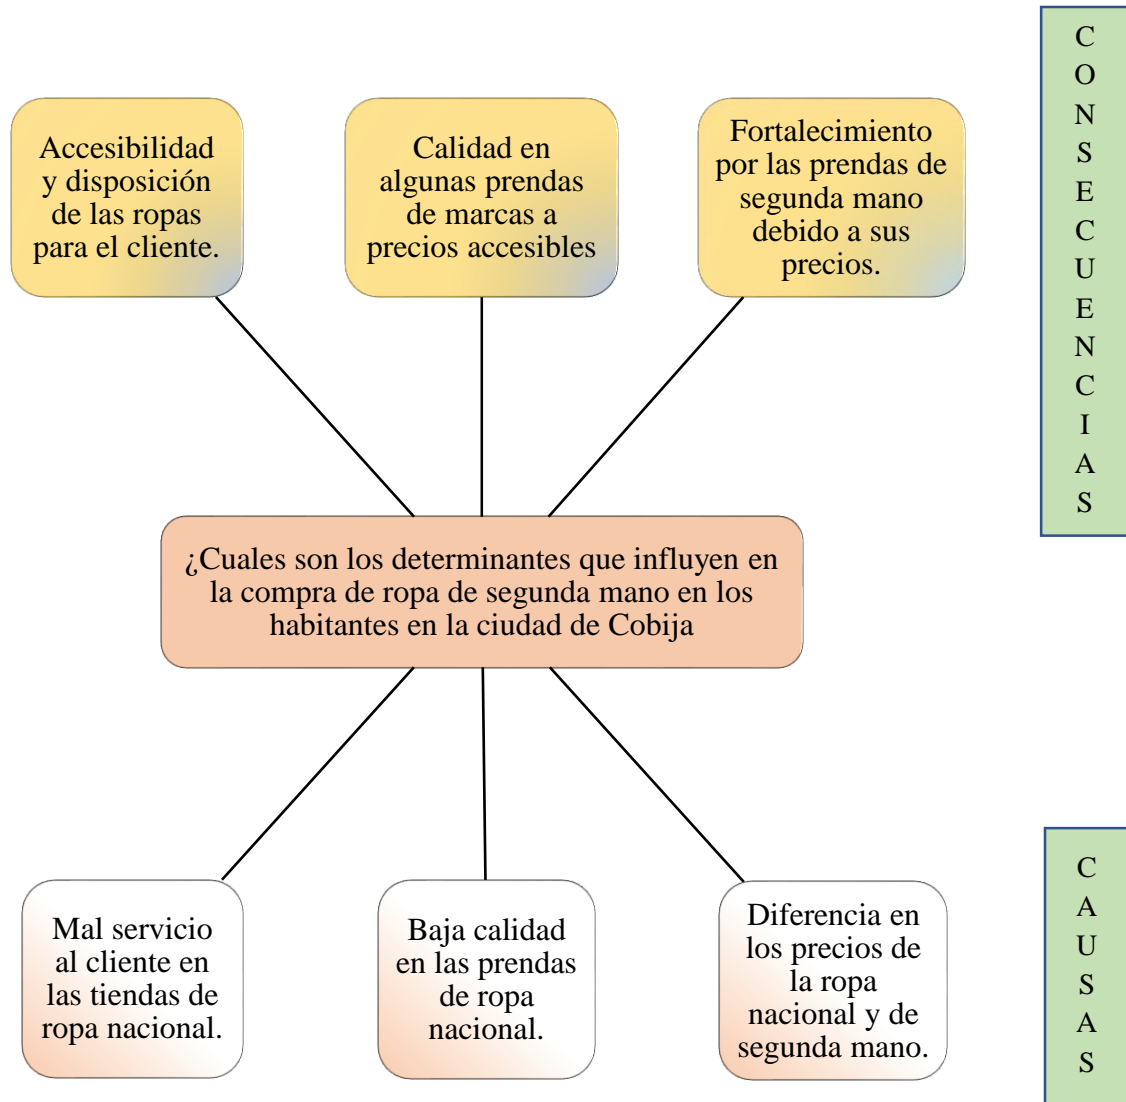 Accesibilidad
y disposición
de las ropas
para el cliente.
Calidad en
algunas prendas
de marcas a
precios accesibles
Fortalecimiento
por las prendas de
segunda mano
debido a sus
precios.
C
O
N
S
E
C
U
E
N
C
I
A
S
¿Cuales son los determinantes que influyen en
la compra de ropa de segunda mano en los
habitantes en la ciudad de Cobija
Mal servicio
al cliente en
las tiendas de
ropa nacional.
Baja calidad
en las prendas
de ropa
nacional.
Diferencia en
los precios de
la ropa
nacional y de
segunda mano.
C
A
U
S
A
S